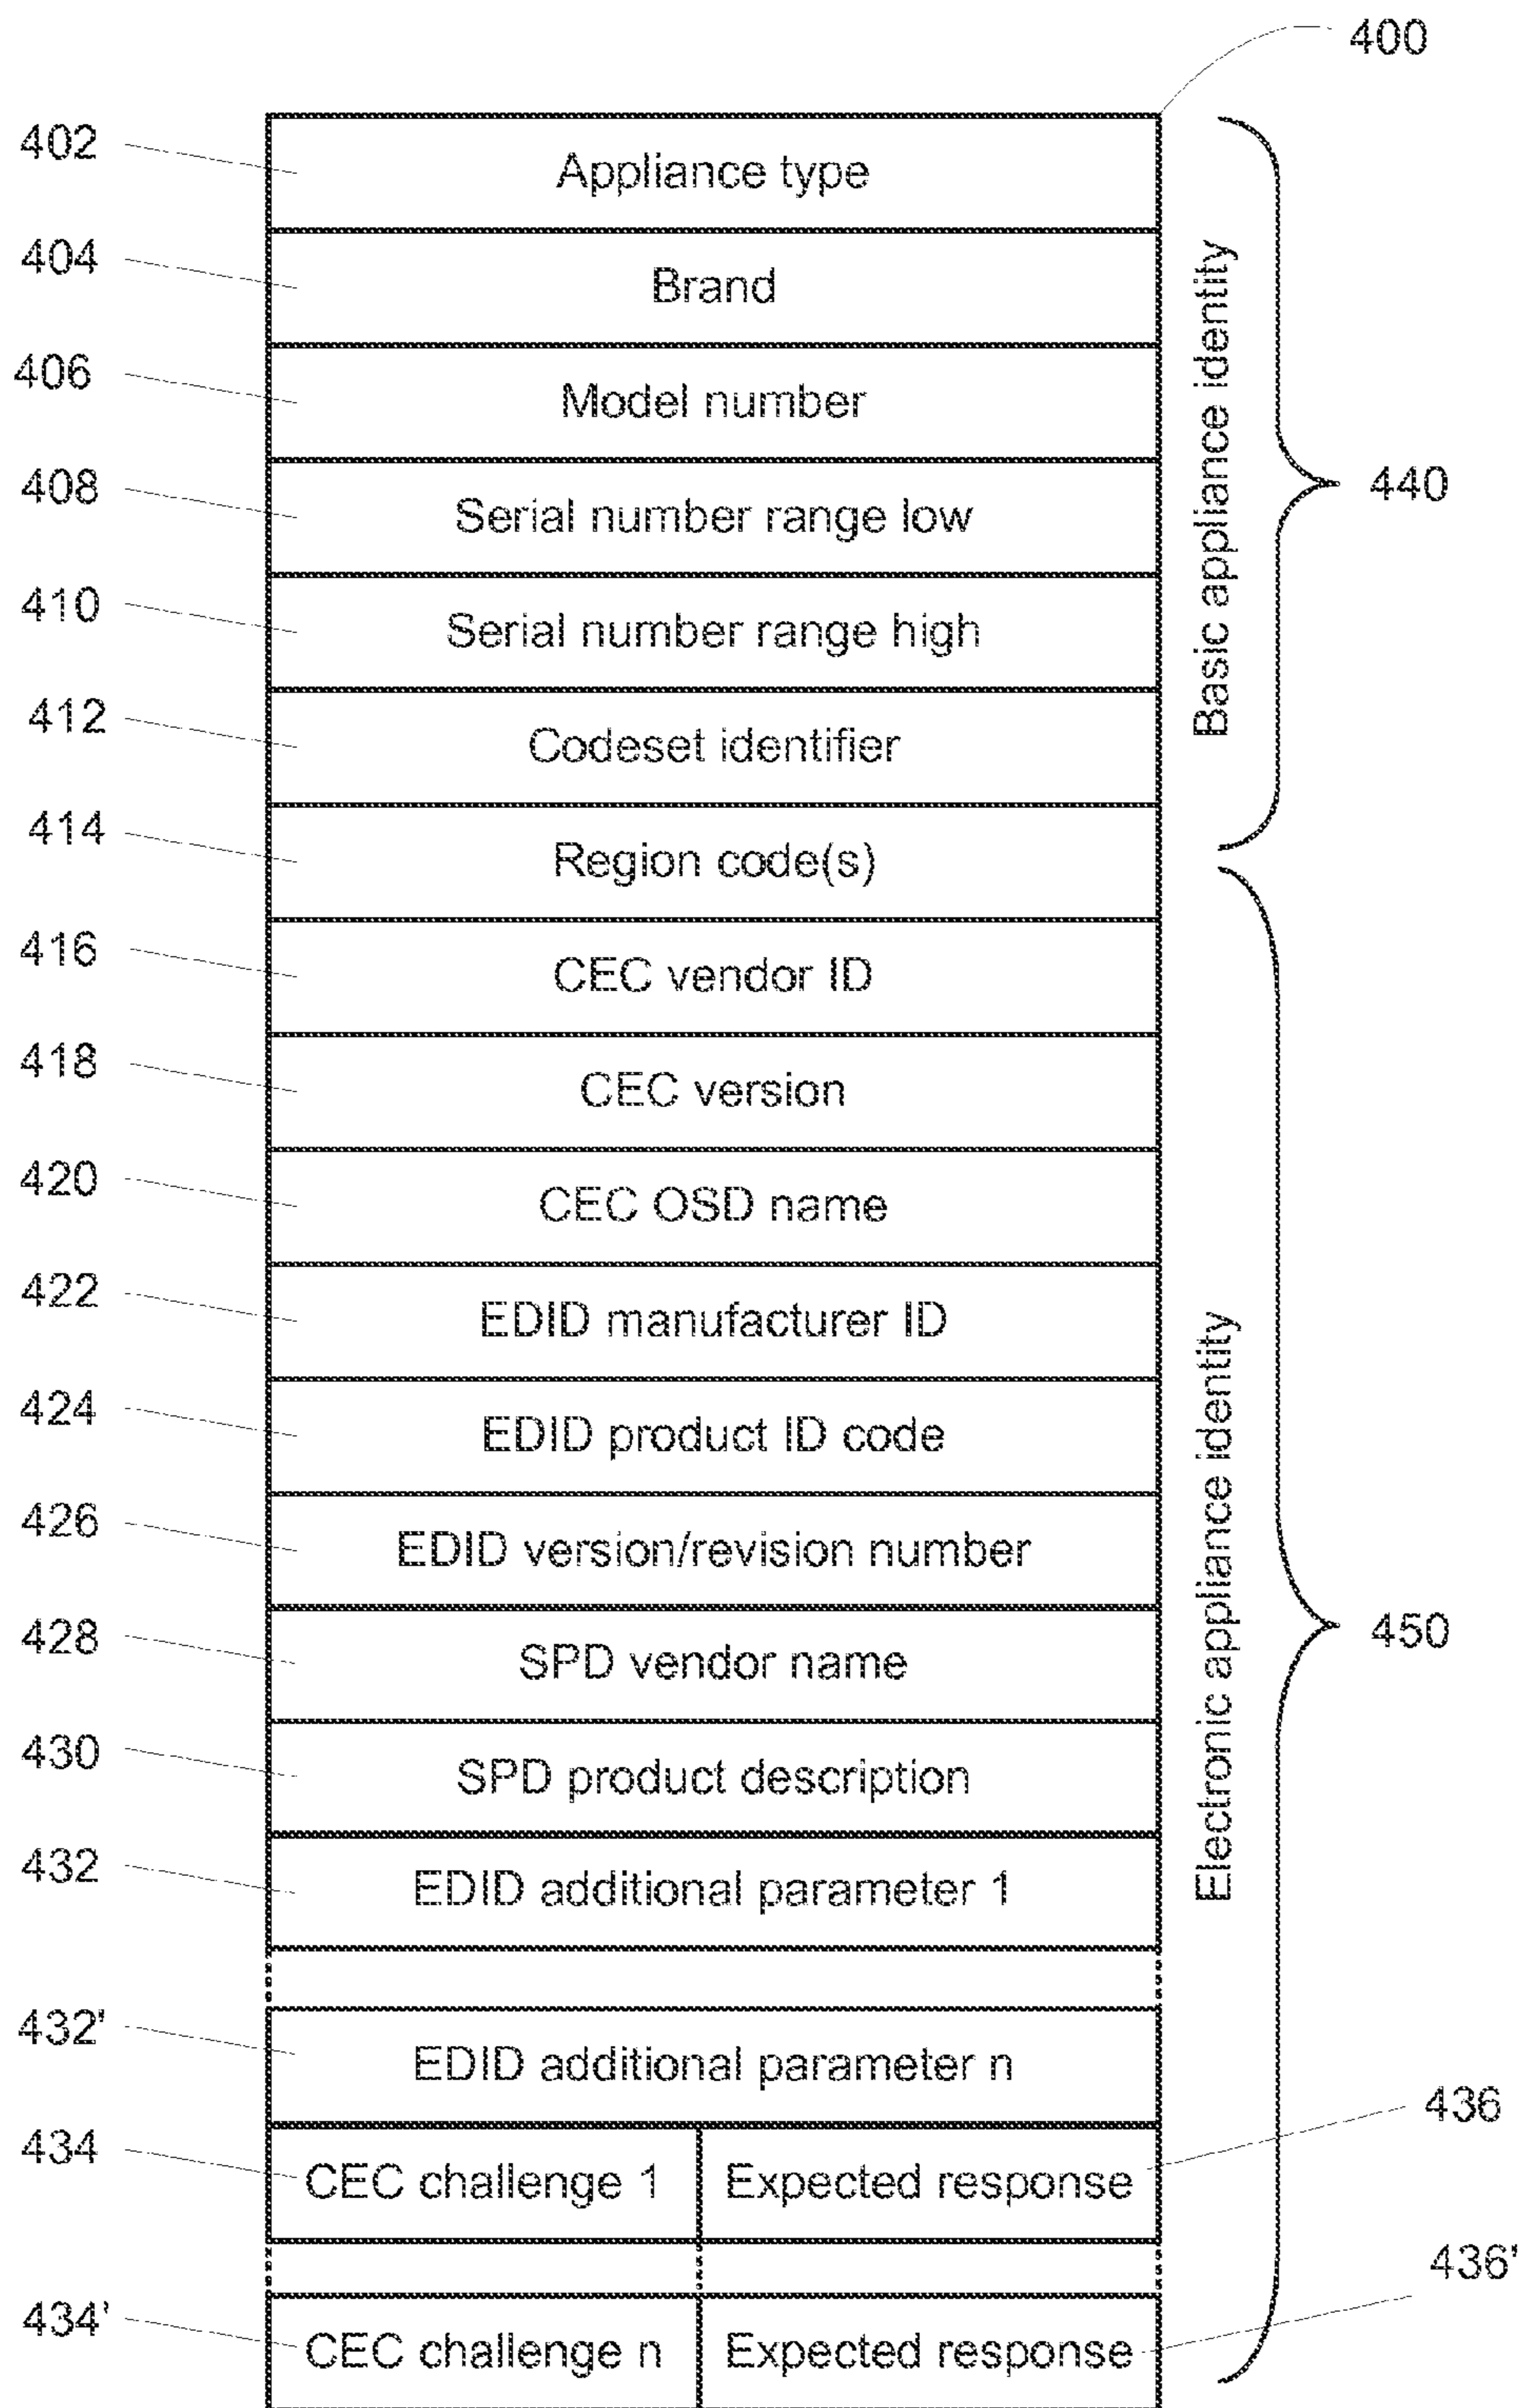 400
402 Appliance type
404 Brand
406 Model number
408 Serial number range low
410 Serial number range high
412 Codeset identifier
Basic appliance identity
440
414 Region code(s)
416 CEC vendor ID
418 CEC version
420 CEC OSD name
422 EDID manufacturer ID
424 EDID product ID code
426 EDID version/revision number
428 SPD vendor name
430 SPD product description
432 EDID additional parameter 1
Electronic appliance identity
450
432' EDID additional parameter n
434 CEC challenge 1 Expected response 436
434' CEC challenge n Expected response 436'